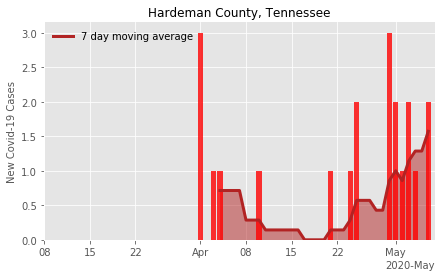 Hardeman County, Tennessee
7 day moving average
New Covid-19 Cases
3.0
2.5
2.0
1.5
1.0
0.5
0.0
08 15 22 Apr 08 15 22 May
2020-May